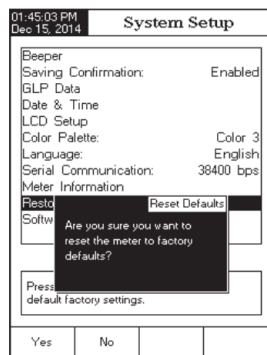 01:45:03 PM
Dec 15, 2014
System Setup
Beeper
Saving Confirmation: Enabled
GLP Data
Date & Time
LCD Setup
Color Palette: Color 3
Language: English
Serial Communication: 38400 bps
Meter Information
Resto
Reset Defaults
Softw
Are you sure you want to
reset the meter to factory
defaults?
Press
default factory settings.
Yes No